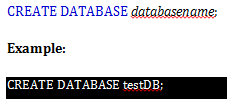 CREATE DATABASE databasename;
Example:
CREATE DATABASE testDB;